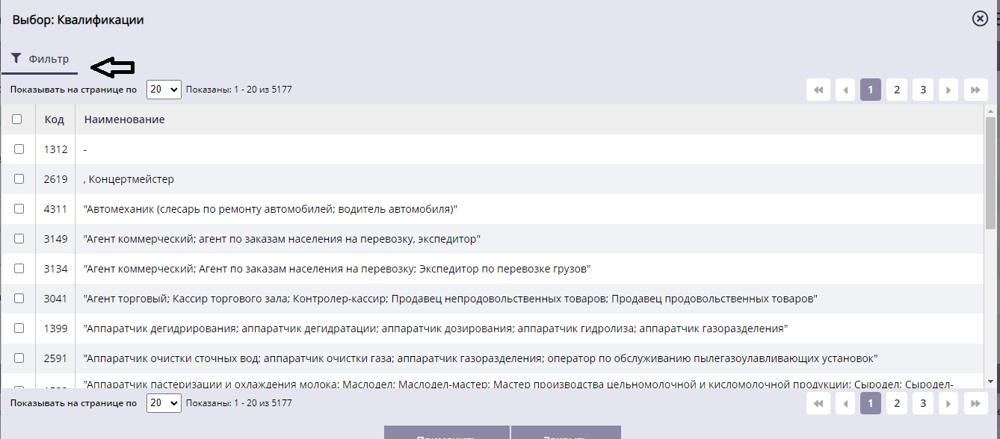 Выбор: Квалификации
Фильтр
Показывать на странице по 20 Показаны: 1 - 20 из 5177 1 2 3
Код Наименование
1312 -
2619 , Концертмейстер
4311 "Автомеханик (слесарь по ремонту автомобилей; водитель автомобиля)"
3149 "Агент коммерческий; агент по заказам населения на перевозку, экспедитор"
3134 "Агент коммерческий; Агент по заказам населения на перевозку; Экспедитор по перевозке грузов"
3041 "Агент торговый; Кассир торгового зала; Контролер-кассир; Продавец непродовольственных товаров; Продавец продовольственных товаров"
1399 "Аппаратчик дегидрирования; аппаратчик дегидратации; аппаратчик дозирования; аппаратчик гидролиза; аппаратчик газоразделения"
2591 "Аппаратчик очистки сточных вод; аппаратчик очистки газа; аппаратчик газоразделения; оператор по обслуживанию пылегазоулавливающих установок"
"Аппаратчик пастеризации и охлаждения молока; Маслодел; Маслодел-мастер; Мастер производства цельномолочной и кисломолочной продукции; Сыродел; Сыродел-
Показывать на странице по 20 Показаны: 1 - 20 из 5177 1 2 3
Применить Закрыть